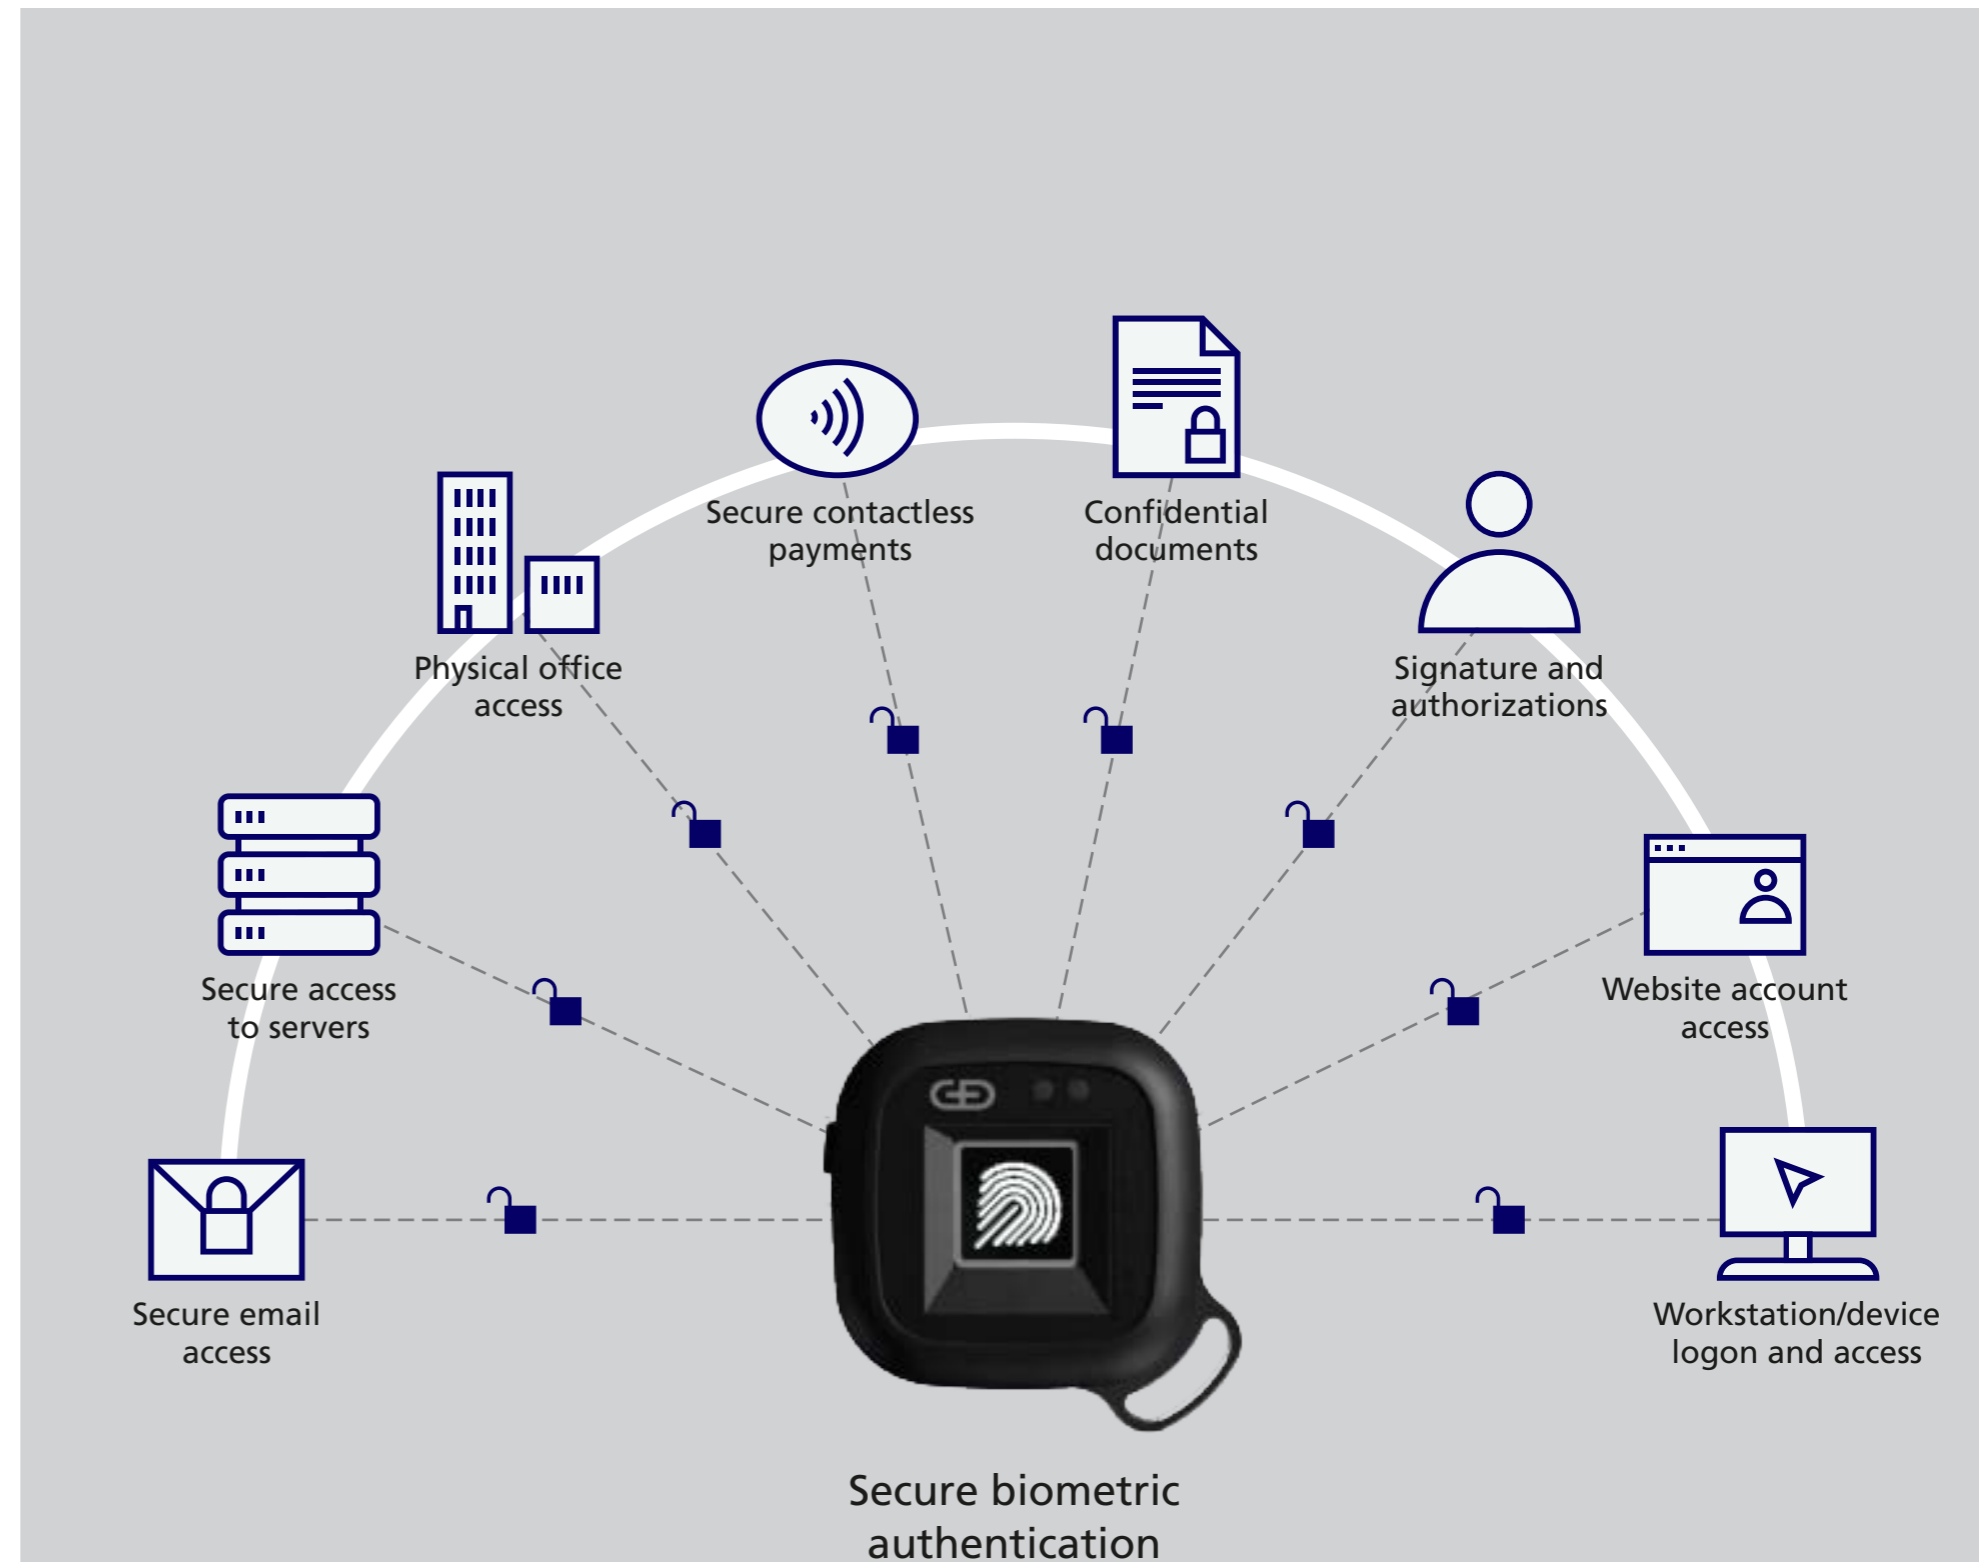 Secure contactless
payments
Confidential
documents
Physical office
access
Signature and
authorizations
Secure access
to servers
Website account
access
Secure email
access
Workstation/device
logon and access
G+D
Secure biometric
authentication